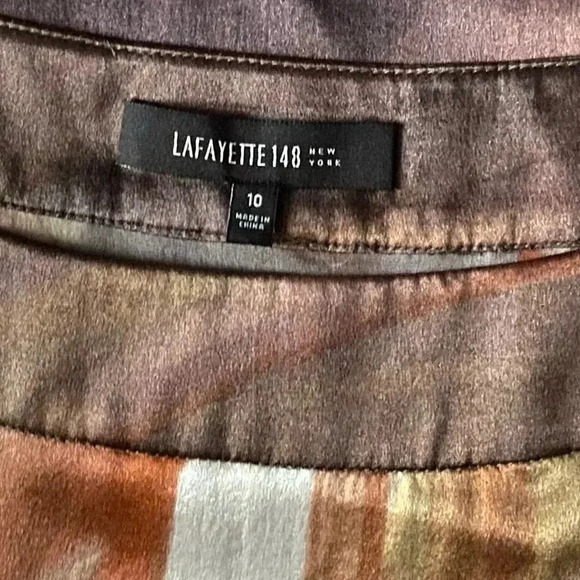 LAFAYETTE 148 NEW YORK
10
MADE IN
CHINA